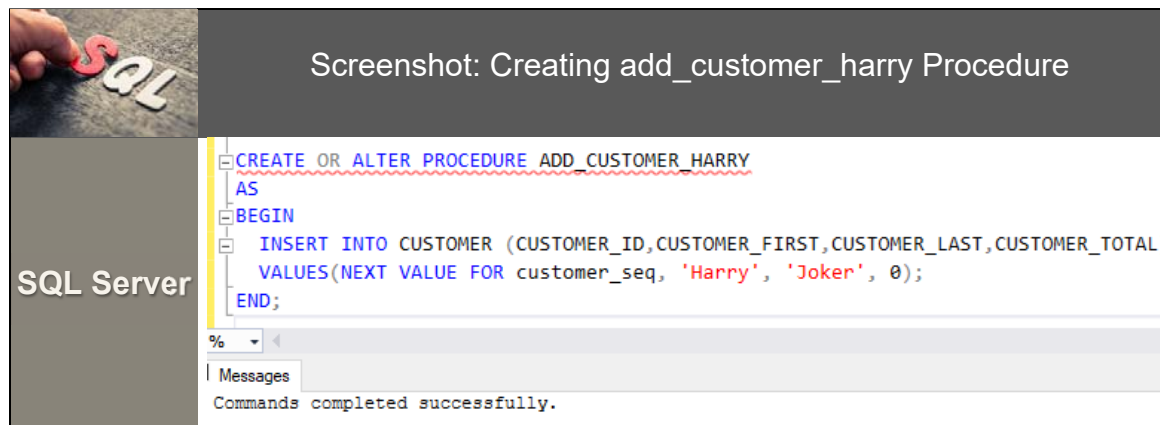 SQL
Screenshot: Creating add_customer_harry Procedure
SQL Server
CREATE OR ALTER PROCEDURE ADD_CUSTOMER_HARRY
AS
BEGIN
INSERT INTO CUSTOMER (CUSTOMER_ID,CUSTOMER_FIRST,CUSTOMER_LAST,CUSTOMER_TOTAL
VALUES(NEXT VALUE FOR customer_seq, 'Harry', 'Joker', 0);
END;
%
Messages
Commands completed successfully.